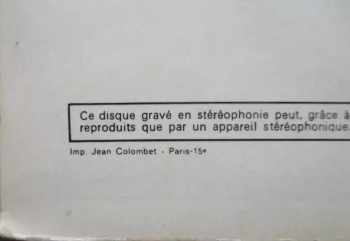 Ce disque gravé en stéréophonie peut, grâce à
reproduits que par un appareil stéréophonique.
Imp. Jean Colombet - Paris-15e